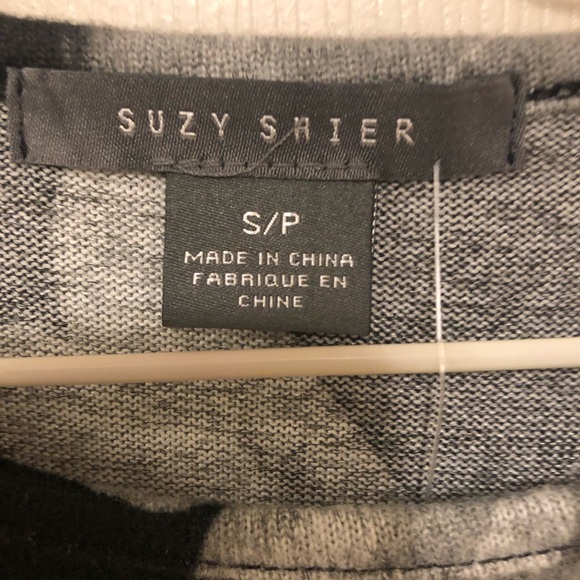 SUZY SHIER
S/P
MADE IN CHINA
FABRIQUE EN
CHINE